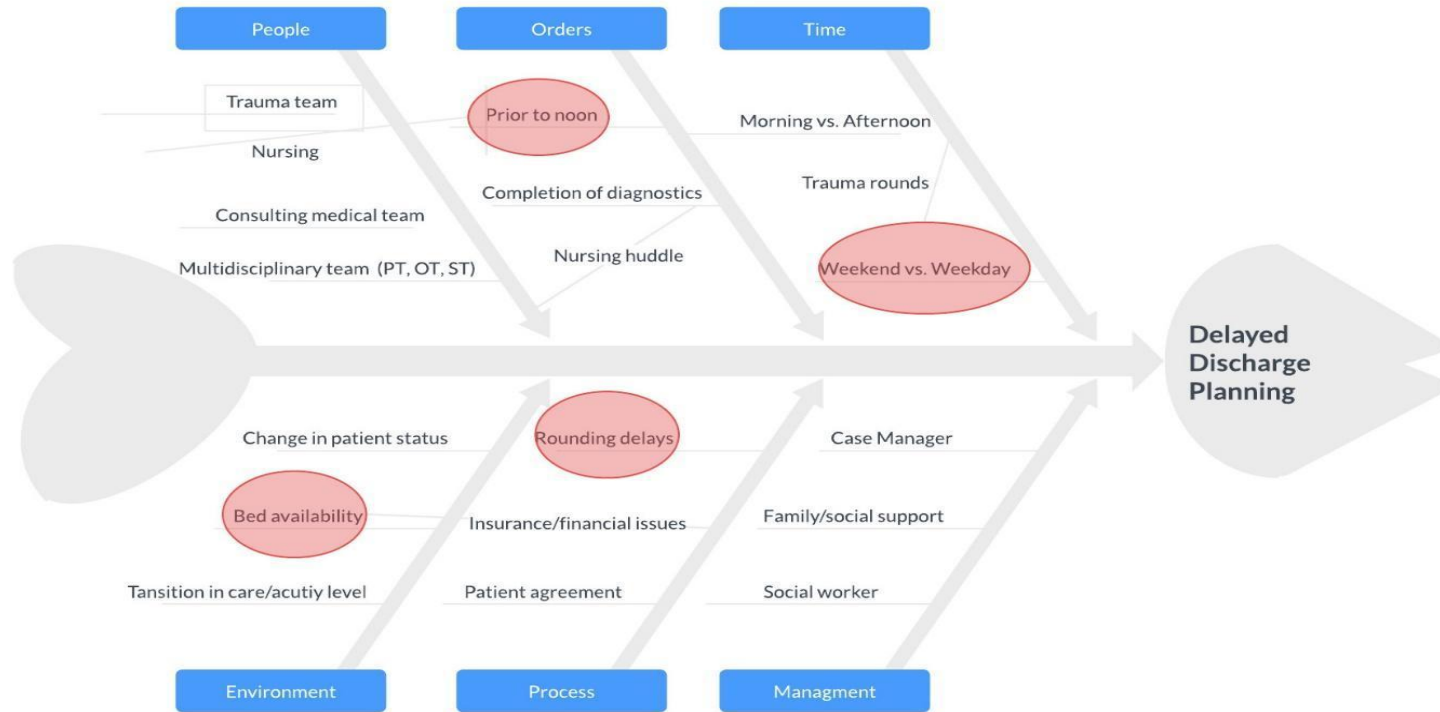 People
Orders
Time
Trauma team
Prior to noon
Morning vs. Afternoon
Nursing
Trauma rounds
Completion of diagnostics
Consulting medical team
Nursing huddle
Multidisciplinary team (PT, OT, ST)
Weekend vs. Weekday
Delayed
Discharge
Planning
Change in patient status
Rounding delays
Case Manager
Bed availability
Insurance/financial issues
Family/social support
Tansition in care/acutiy level
Patient agreement
Social worker
Environment
Process
Managment